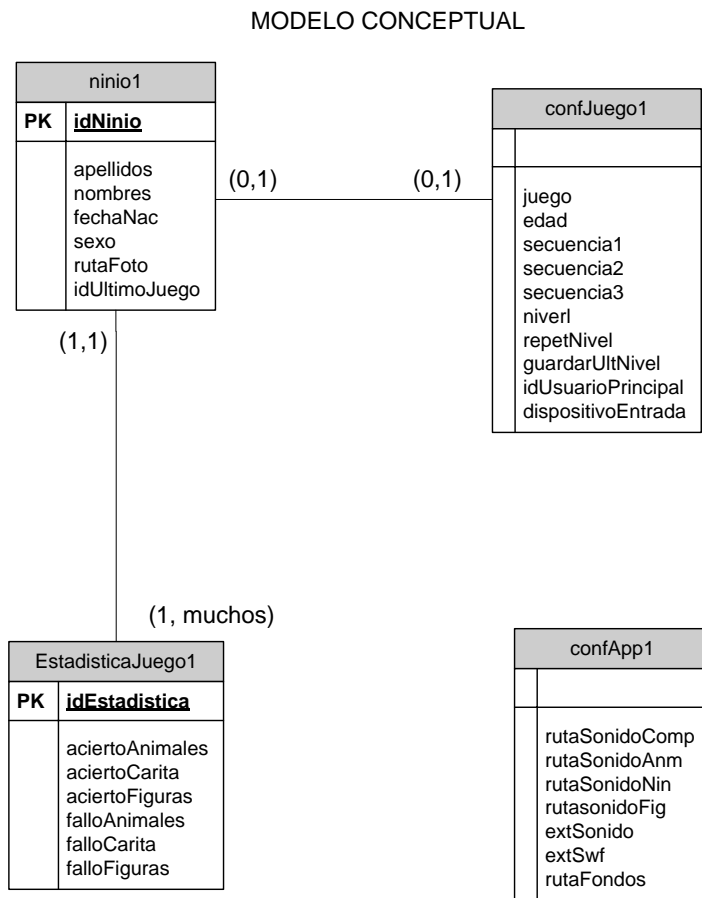 MODELO CONCEPTUAL
ninio1
PK idNinio
apellidos
nombres
fechaNac
sexo
rutaFoto
idUltimoJuego
(0,1)
(0,1)
confJuego1
juego
edad
secuencia1
secuencia2
secuencia3
niverl
repetNivel
guardarUltNivel
idUsuarioPrincipal
dispositivoEntrada
(1,1)
(1, muchos)
EstadisticaJuego1
PK idEstadistica
aciertoAnimales
aciertoCarita
aciertoFiguras
falloAnimales
falloCarita
falloFiguras
confApp1
rutaSonidoComp
rutaSonidoAnm
rutaSonidoNin
rutasonidoFig
extSonido
extSwf
rutaFondos